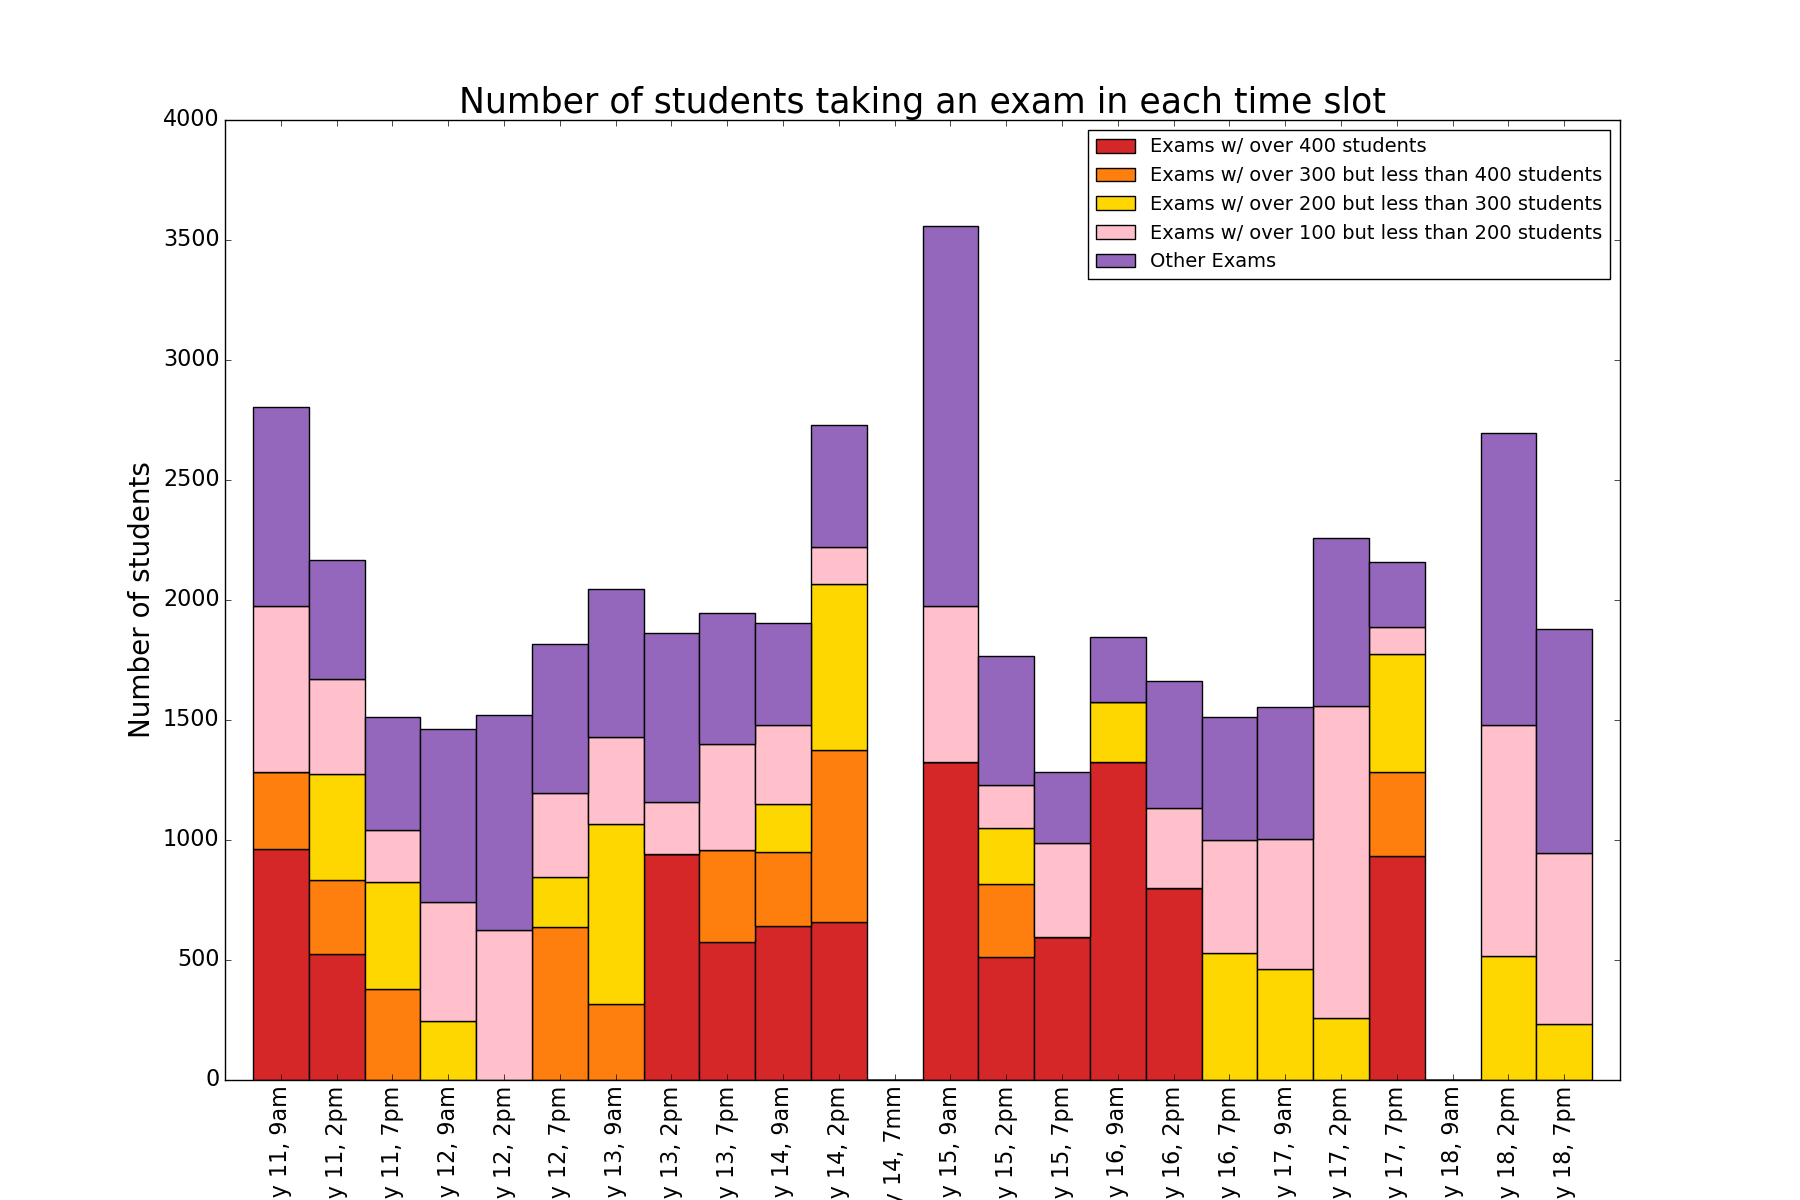 Number of students taking an exam in each time slot
Number of students
4000
3500
3000
2500
2000
1500
1000
500
0
Exams w/ over 400 students
Exams w/ over 300 but less than 400 students
Exams w/ over 200 but less than 300 students
Exams w/ over 100 but less than 200 students
Other Exams
y 11, 9am
y 11, 2pm
y 11, 7pm
y 12, 9am
y 12, 2pm
y 12, 7pm
y 13, 9am
y 13, 2pm
y 13, 7pm
y 14, 9am
y 14, 2pm
y 14, 7mm
y 15, 9am
y 15, 2pm
y 15, 7pm
y 16, 9am
y 16, 2pm
y 16, 7pm
y 17, 9am
y 17, 2pm
y 17, 7pm
y 18, 9am
y 18, 2pm
y 18, 7pm